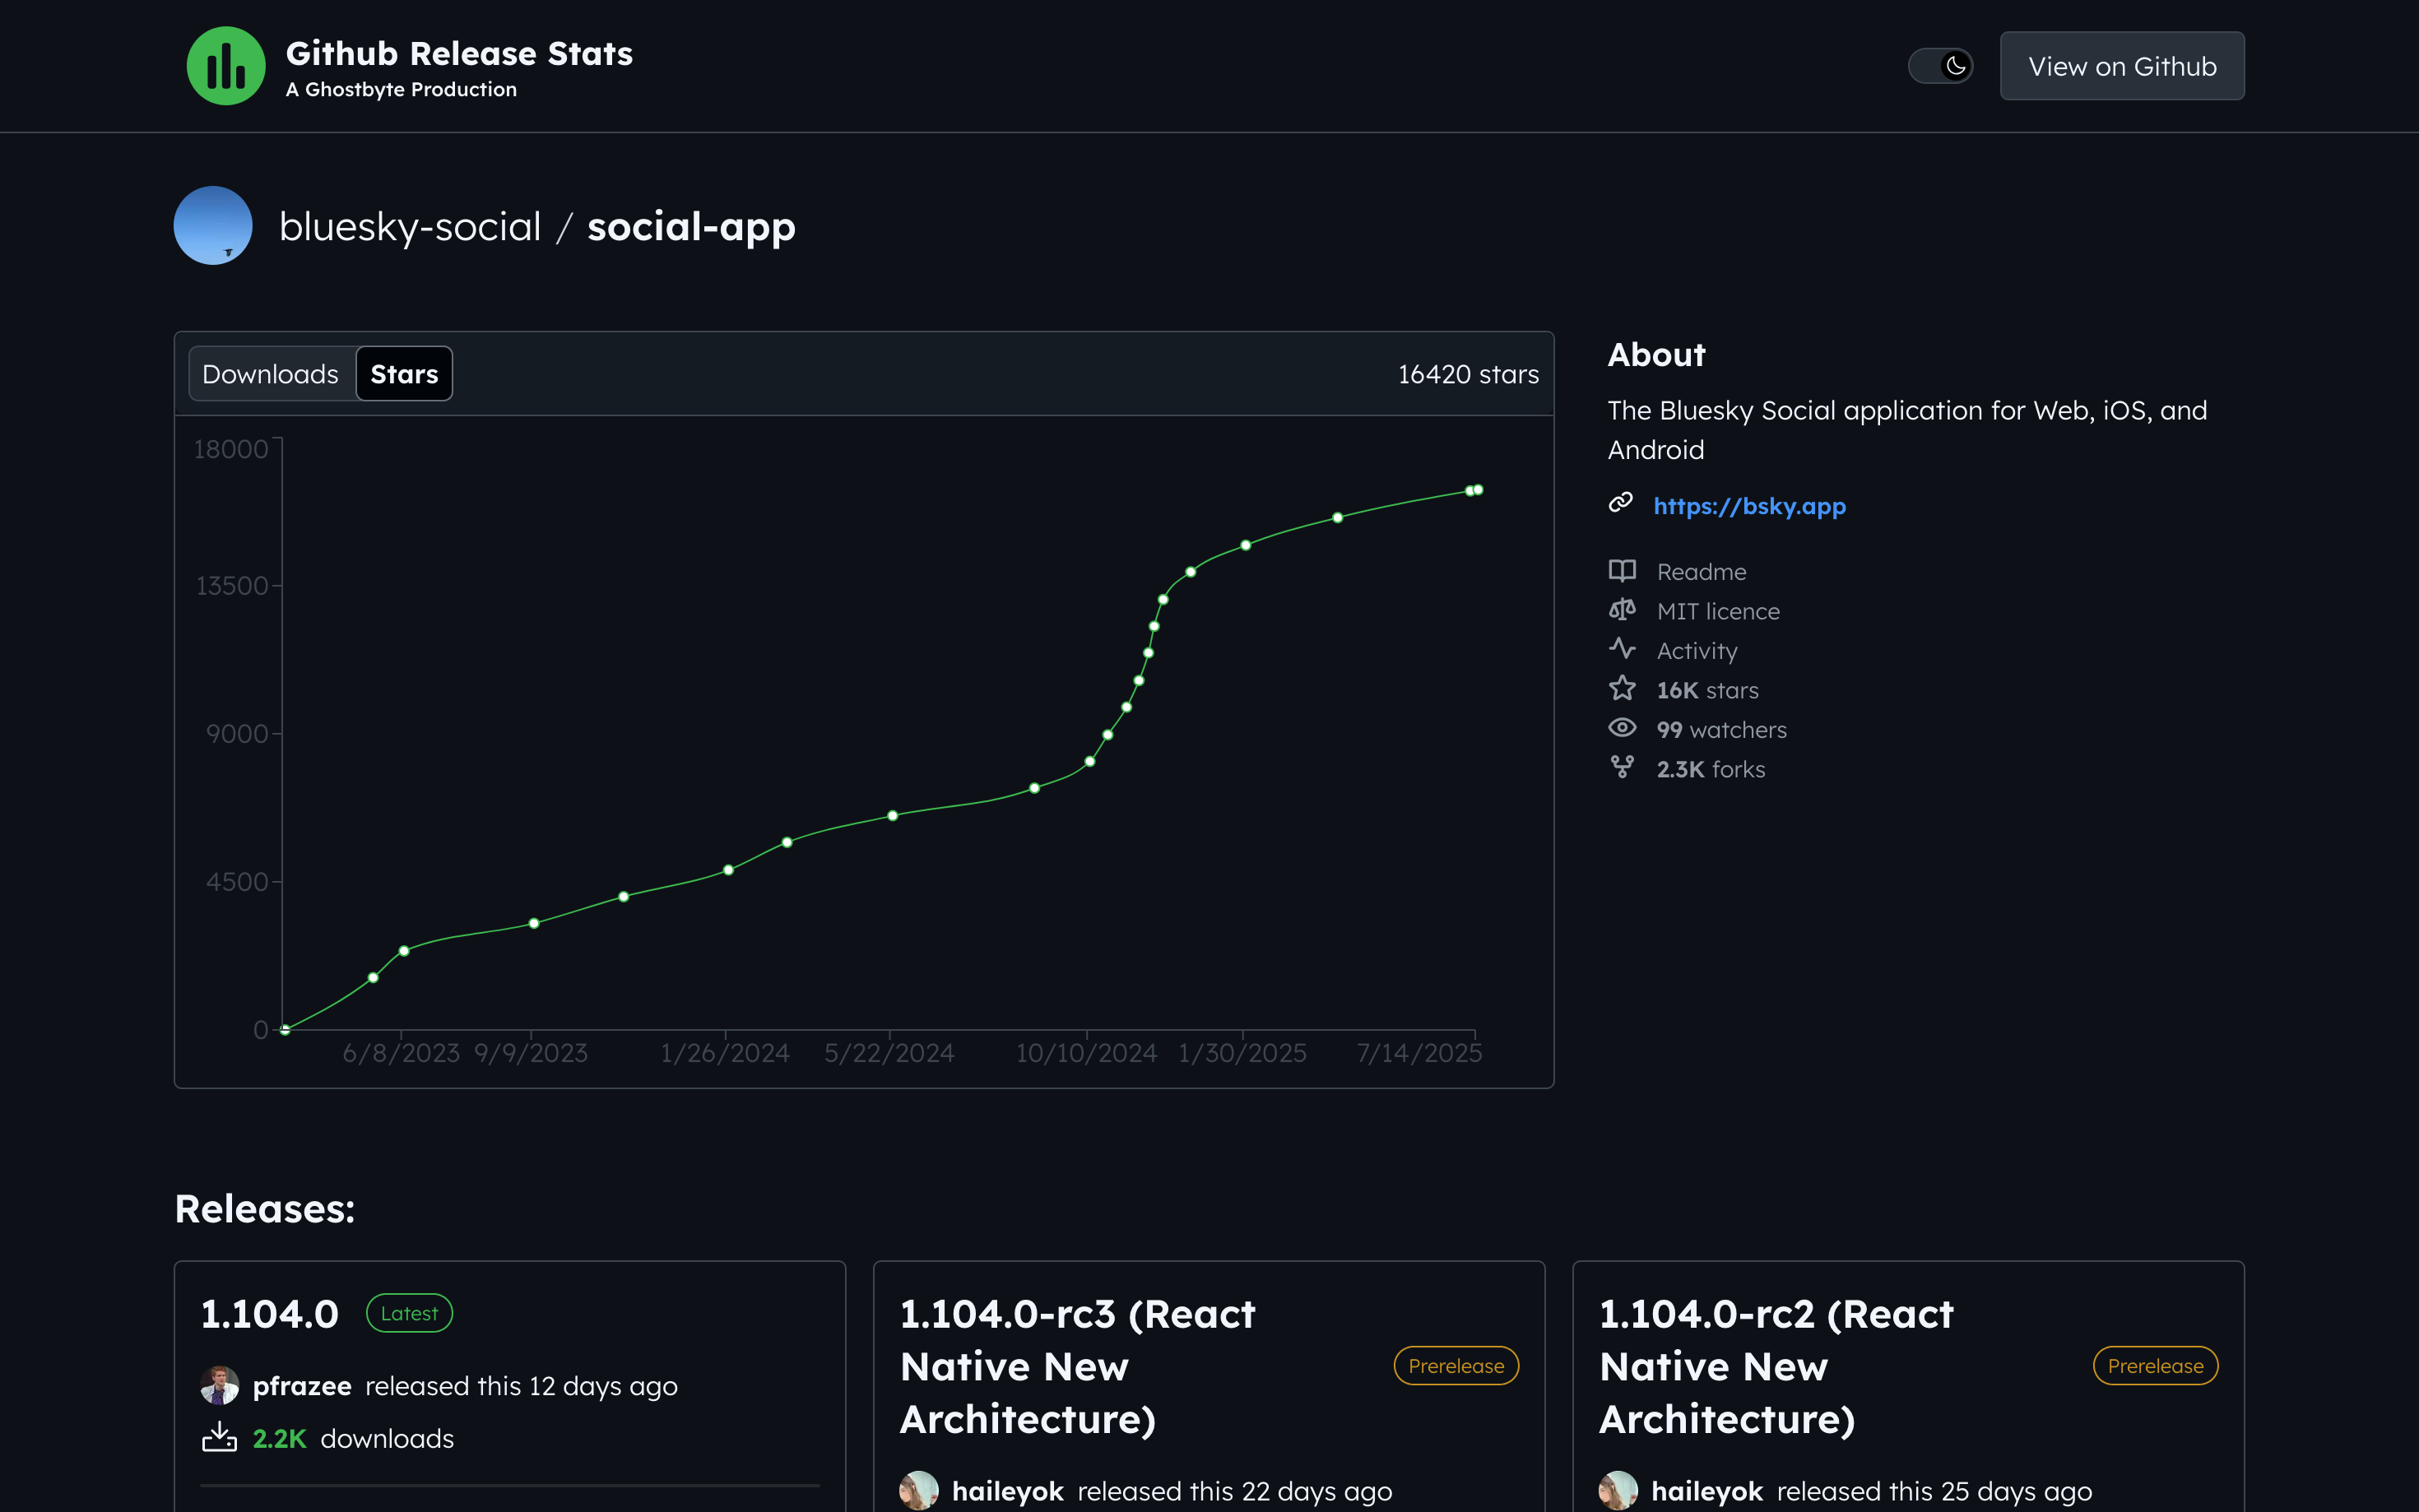 Github Release Stats
A Ghostbyte Production
View on Github
bluesky-social / social-app
Downloads Stars 16420 stars
18000
13500
9000
4500
0
6/8/2023 9/9/2023 1/26/2024 5/22/2024 10/10/2024 1/30/2025 7/14/2025
About
The Bluesky Social application for Web, iOS, and
Android
https://bsky.app
Readme
MIT licence
Activity
16K stars
99 watchers
2.3K forks
Releases:
1.104.0 Latest
pfrazee released this 12 days ago
2.2K downloads
1.104.0-rc3 (React
Native New
Architecture)
Prerelease
haileyok released this 22 days ago
1.104.0-rc2 (React
Native New
Architecture)
Prerelease
haileyok released this 25 days ago